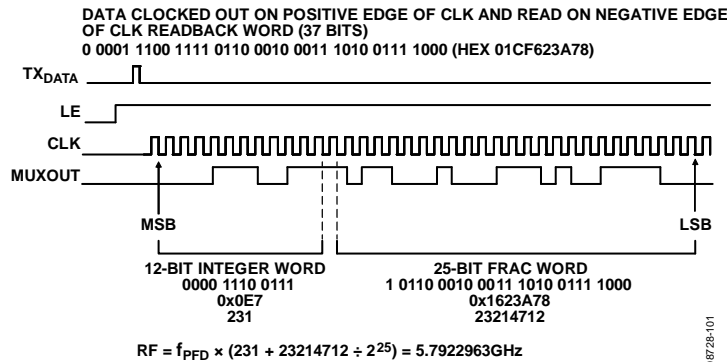 DATA CLOCKED OUT ON POSITIVE EDGE OF CLK AND READ ON NEGATIVE EDGE
OF CLK READBACK WORD (37 BITS)
0 0001 1100 1111 0110 0010 0011 1010 0111 1000 (HEX 01CF623A78)
TXDATA
LE
CLK
MUXOUT
MSB
LSB
12-BIT INTEGER WORD
0000 1110 0111
0x0E7
231
25-BIT FRAC WORD
1 0110 0010 0011 1010 0111 1000
0x1623A78
23214712
RF = fPFD × (231 + 23214712 ÷ 2^25) = 5.7922963GHz